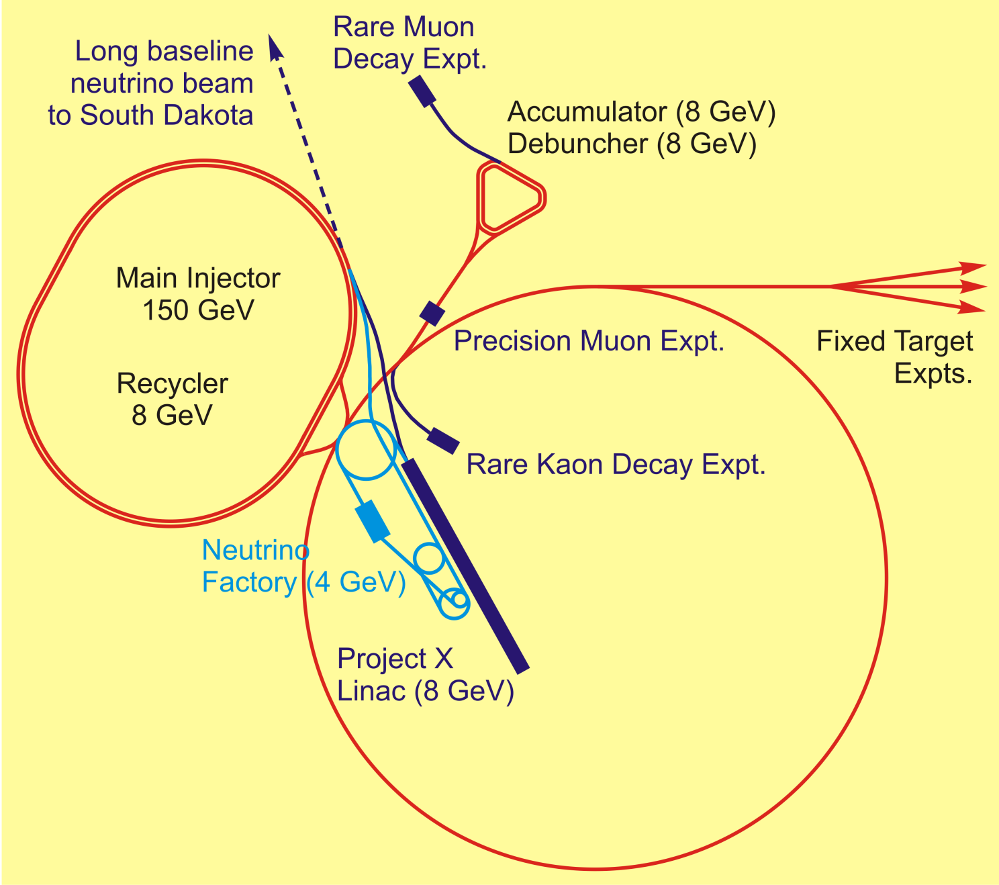 Rare Muon
Decay Expt.
Long baseline
neutrino beam
to South Dakota
Accumulator (8 GeV)
Debuncher (8 GeV)
Main Injector
150 GeV
Recycler
8 GeV
Precision Muon Expt.
Fixed Target
Expts.
Rare Kaon Decay Expt.
Neutrino
Factory (4 GeV)
Project X
Linac (8 GeV)